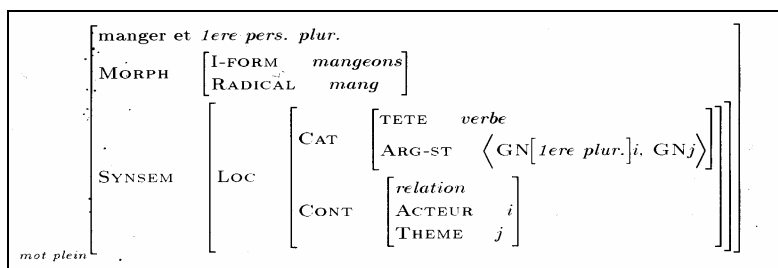 manger et 1ere pers. plur.
MORPH I-FORM mangeons
RADICAL mang
SYNSEM LOC CAT TETE verbe
ARG-ST ⟨GN[1ere plur.]i, GNj⟩
CONT relation
ACTEUR i
THEME j
mot plein